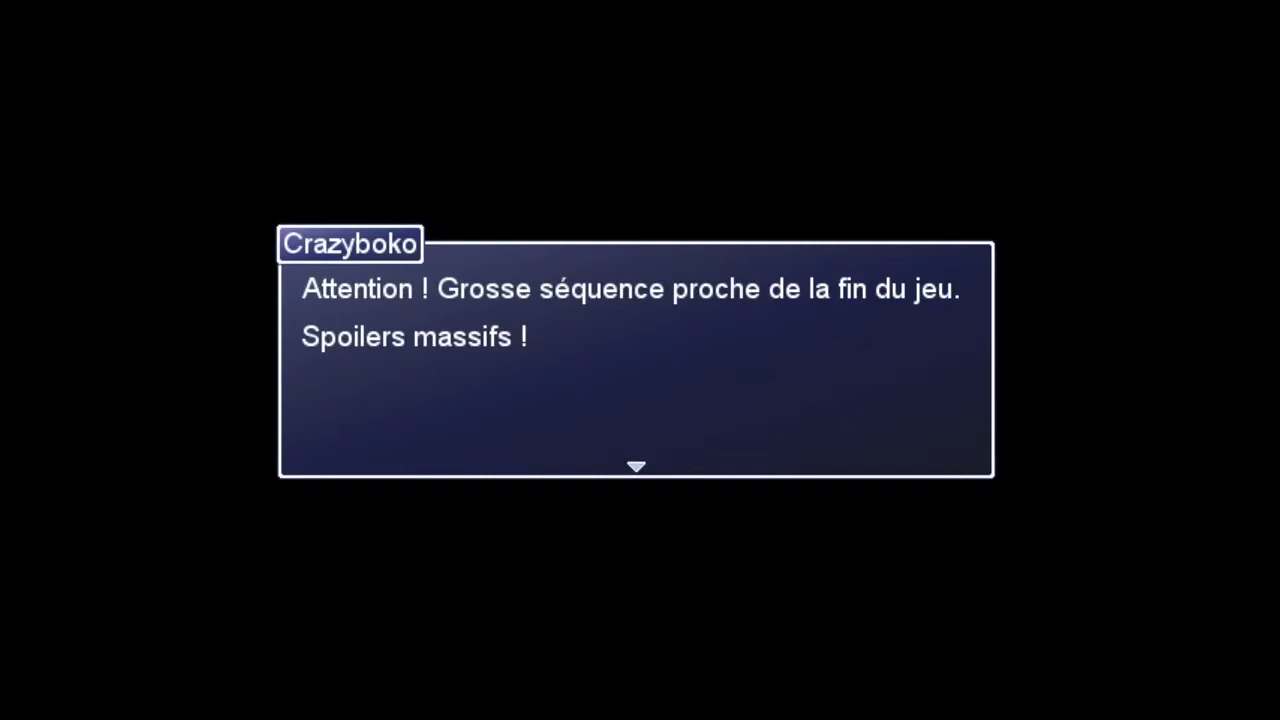 Crazyboko
Attention ! Grosse séquence proche de la fin du jeu.
Spoilers massifs !